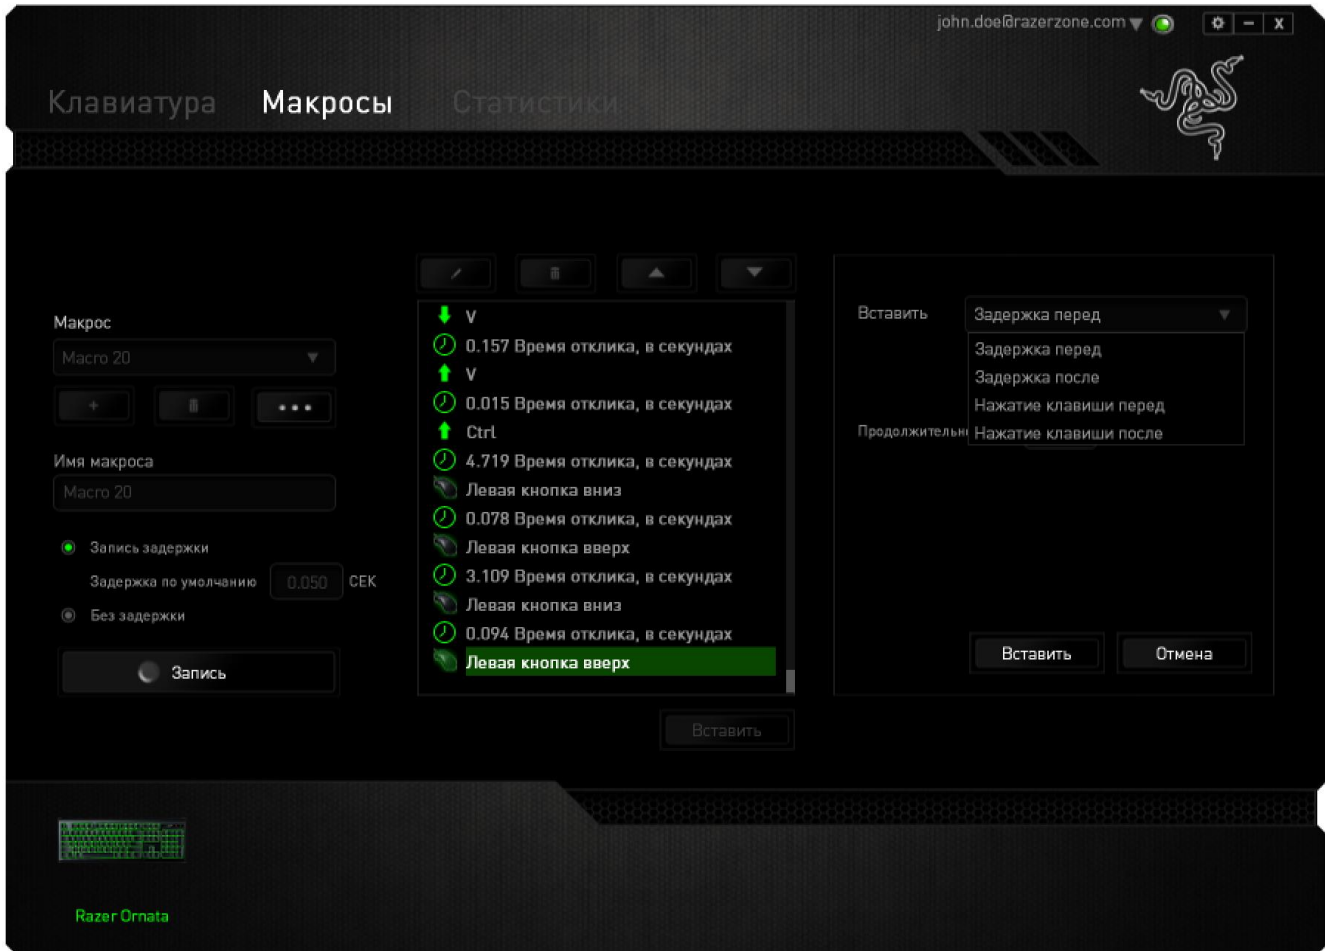 john.doe@razerzone.com
Клавиатура Макросы Статистики
Макрос
Macro 20
Имя макроса
Macro 20
Запись задержки
Задержка по умолчанию 0.050 СЕК
Без задержки
Запись
V
0.157 Время отклика, в секундах
V
0.015 Время отклика, в секундах
Ctrl
4.719 Время отклика, в секундах
Левая кнопка вниз
0.078 Время отклика, в секундах
Левая кнопка вверх
3.109 Время отклика, в секундах
Левая кнопка вниз
0.094 Время отклика, в секундах
Левая кнопка вверх
Вставить
Вставить Задержка перед
Задержка перед
Задержка после
Нажатие клавиши перед
Продолжительн Нажатие клавиши после
Вставить Отмена
Razer Ornata